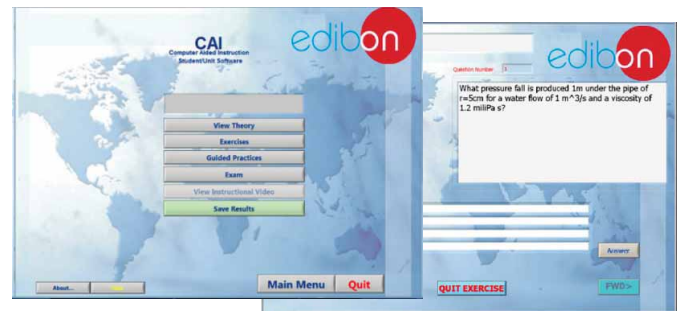 CAI
Computer Aided Instruction
Student/Unit Software
edibon
View Theory
Exercises
Guided Practices
Exam
View Instructional Video
Save Results
About...
Main Menu
Quit
edibon
Question Number
1
What pressure fall is produced 1m under the pipe of
r=5cm for a water flow of 1 m^3/s and a viscosity of
1.2 miliPa s?
Answer
QUIT EXERCISE
FWD:>